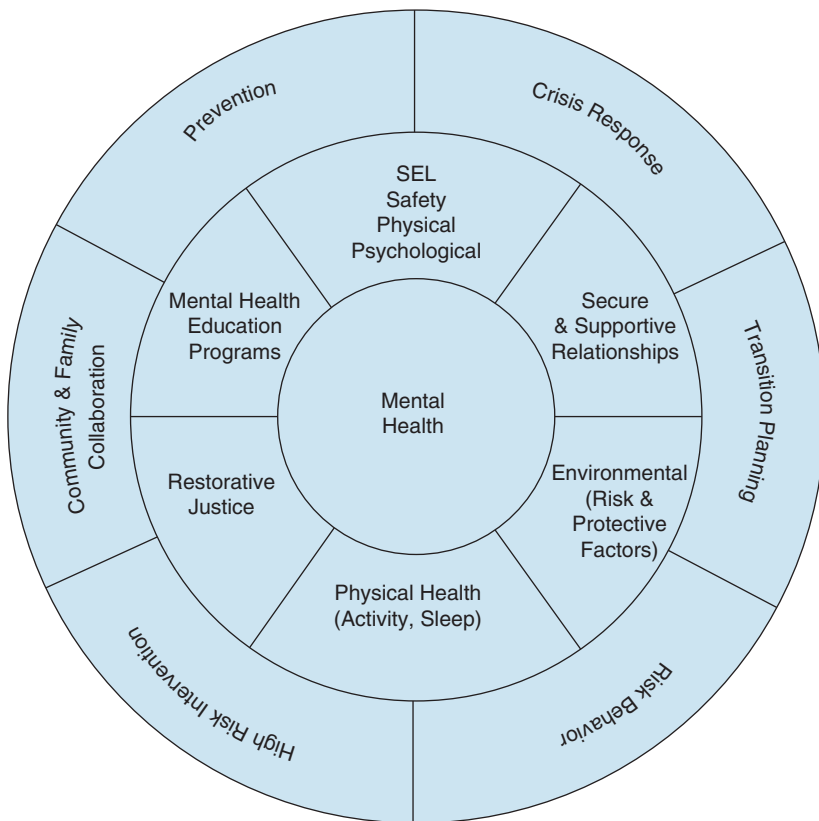 Prevention
Crisis Response
SEL
Safety
Physical
Psychological
Mental Health
Education
Programs
Secure
& Supportive
Relationships
Community & Family
Collaboration
Mental
Health
Transition Planning
Restorative
Justice
Environmental
(Risk &
Protective
Factors)
Physical Health
(Activity, Sleep)
High Risk Intervention
Risk Behavior